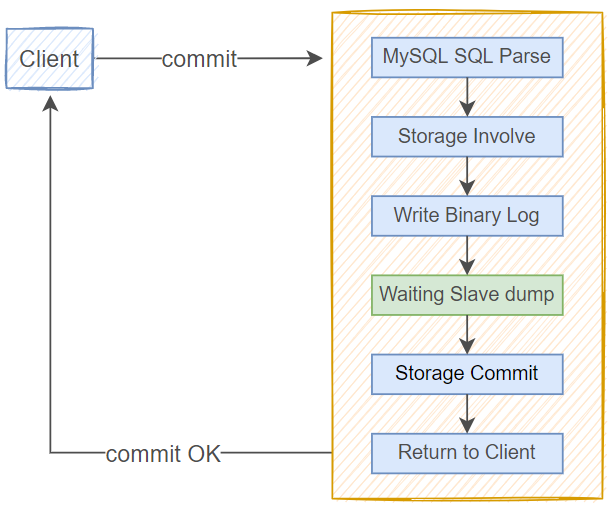 Client
commit
MySQL SQL Parse
Storage Involve
Write Binary Log
Waiting Slave dump
Storage Commit
Return to Client
commit OK